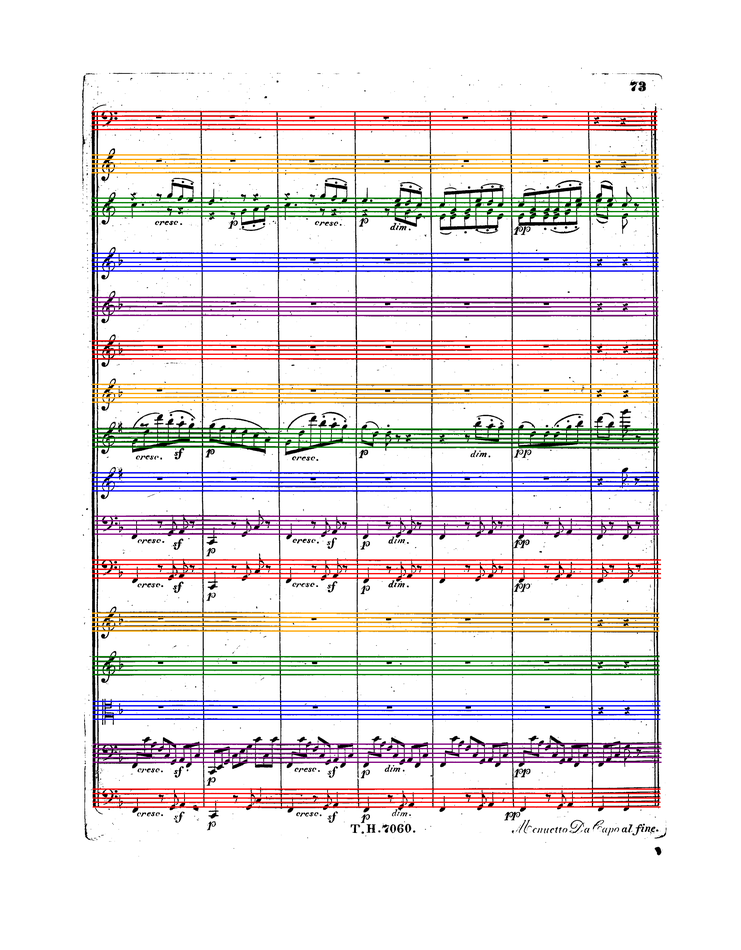 73
cresc. p cresc. p dim. pp
cresc. sf p cresc. p dim. pp
cresc. sf p cresc. sf p dim. pp
cresc. sf p cresc. sf p dim. pp
cresc. sf p cresc. sf p dim. pp
cresc. sf p cresc. sf p dim. pp
T.H.7060. Menuetto Da Capo al fine.